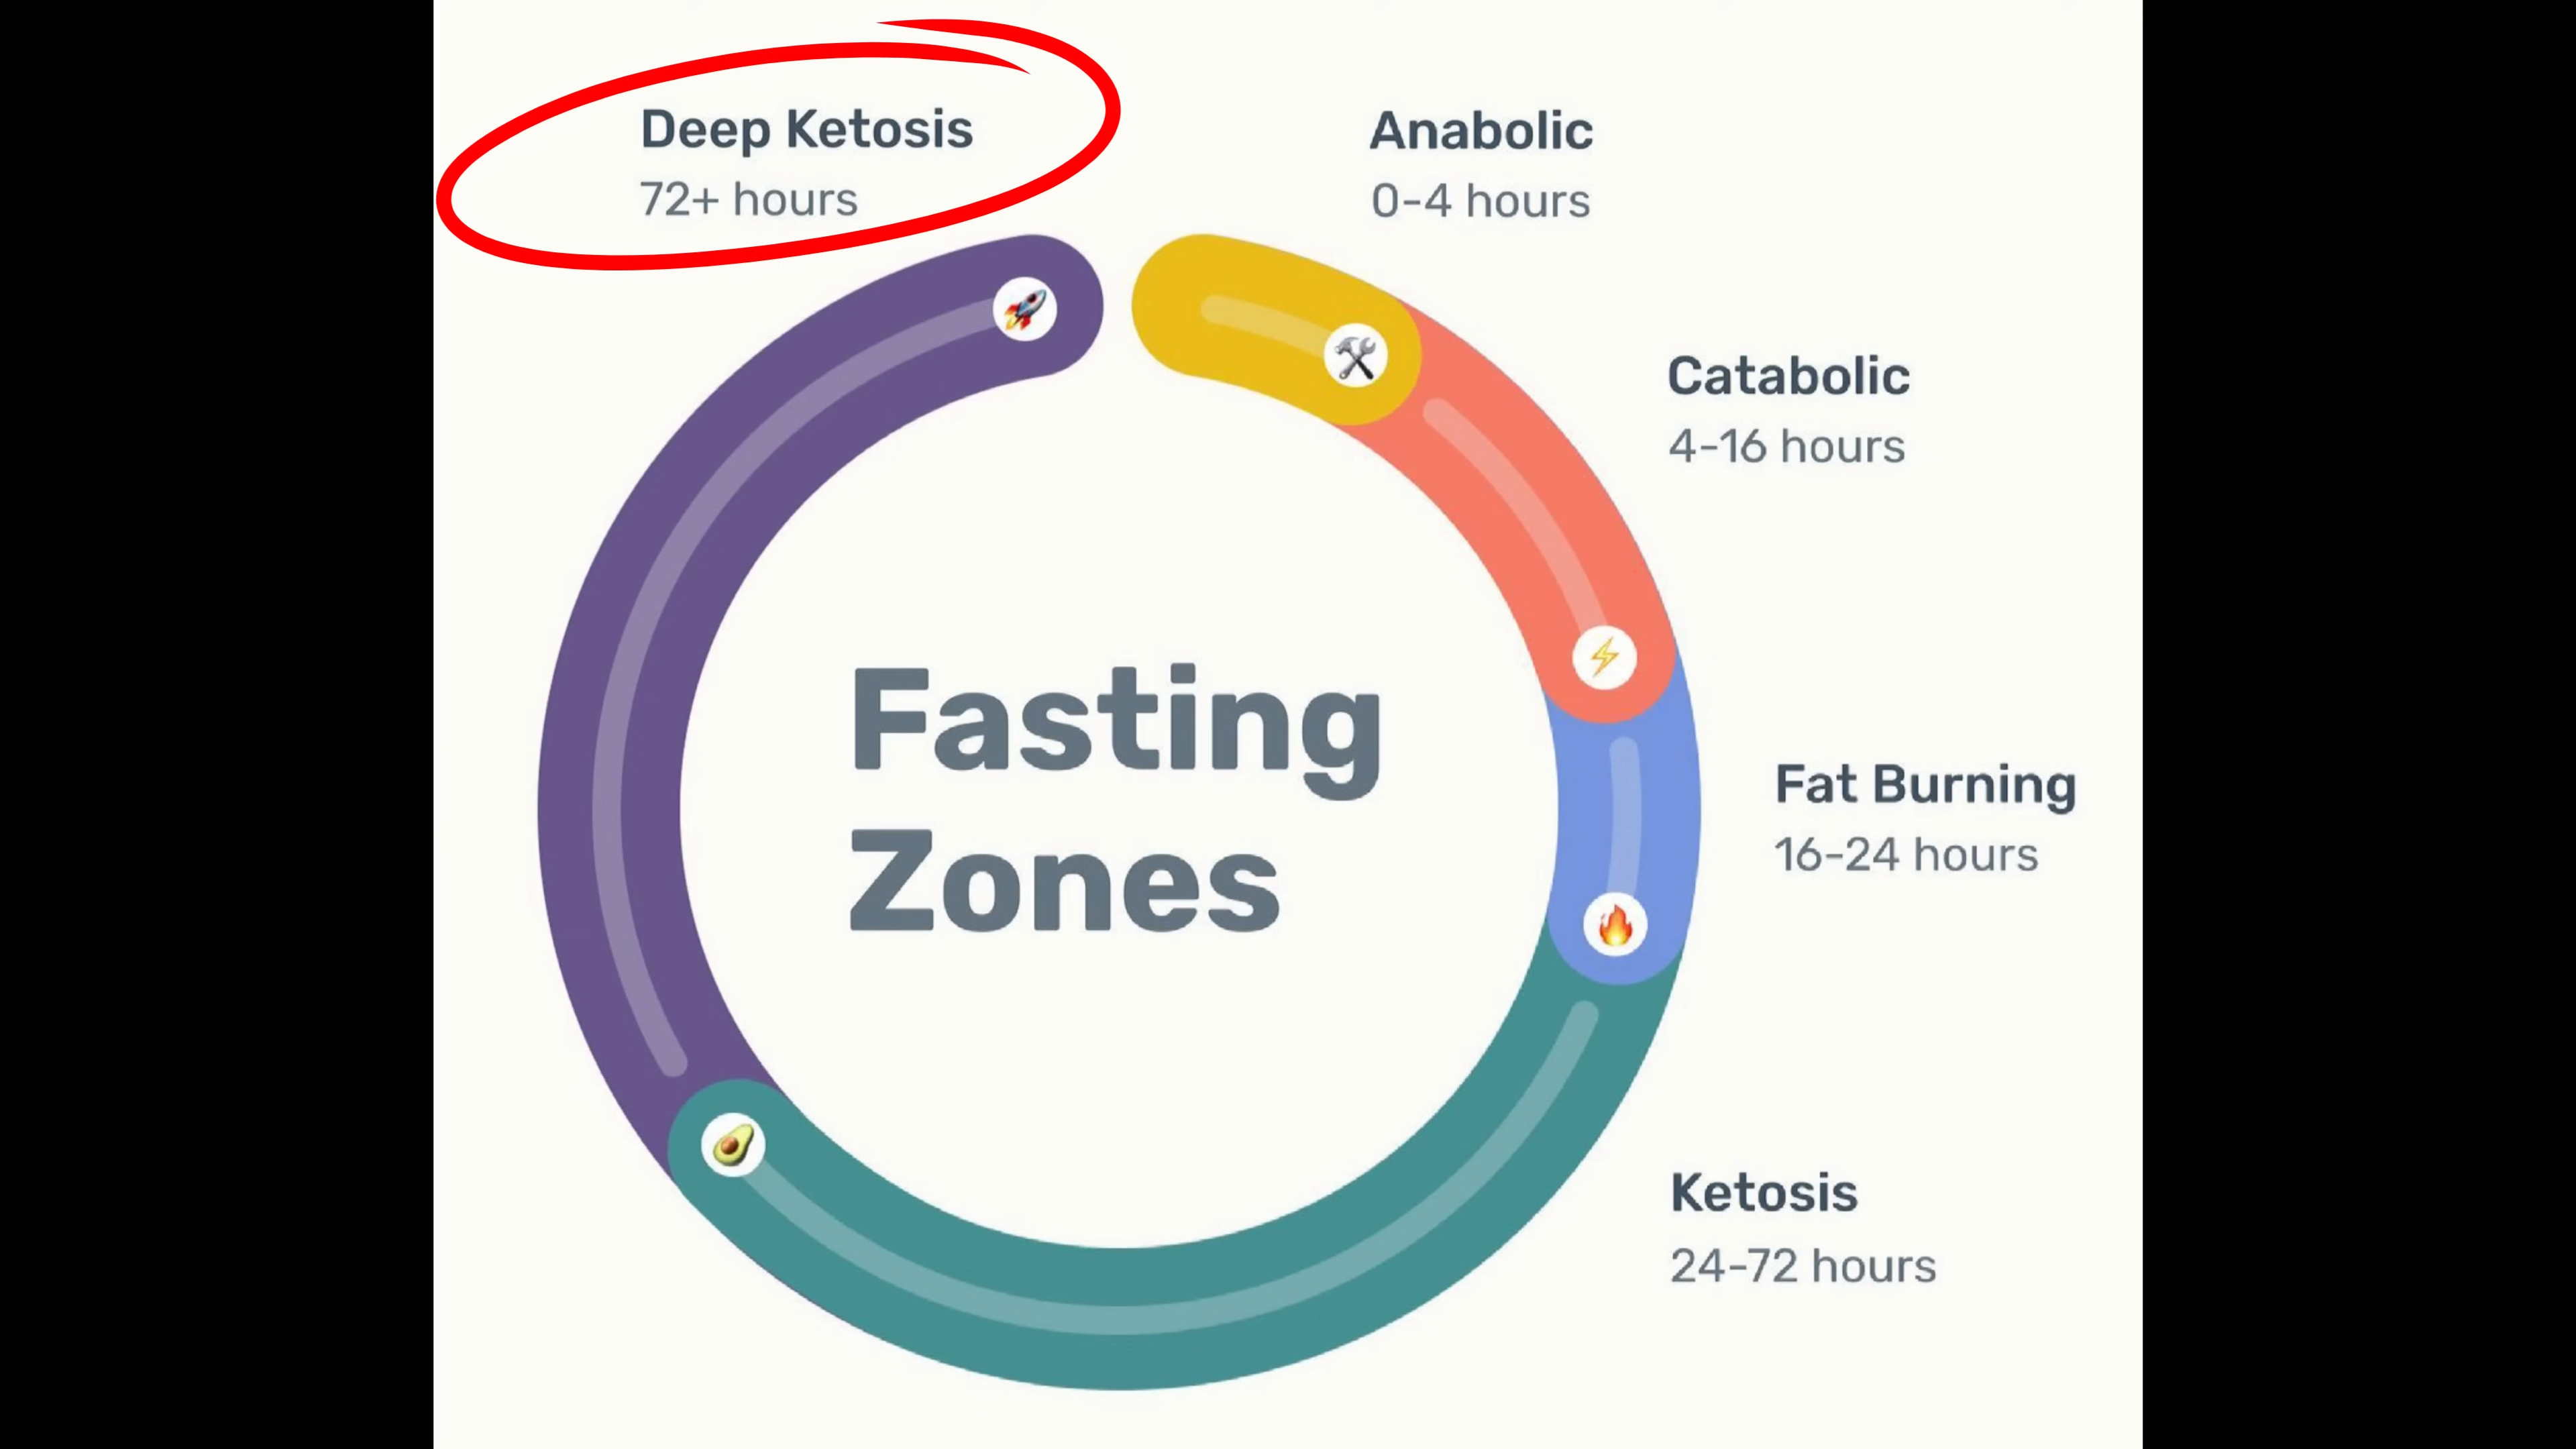 Deep Ketosis
72+ hours
Anabolic
0-4 hours
Catabolic
4-16 hours
Fasting
Zones
Fat Burning
16-24 hours
Ketosis
24-72 hours